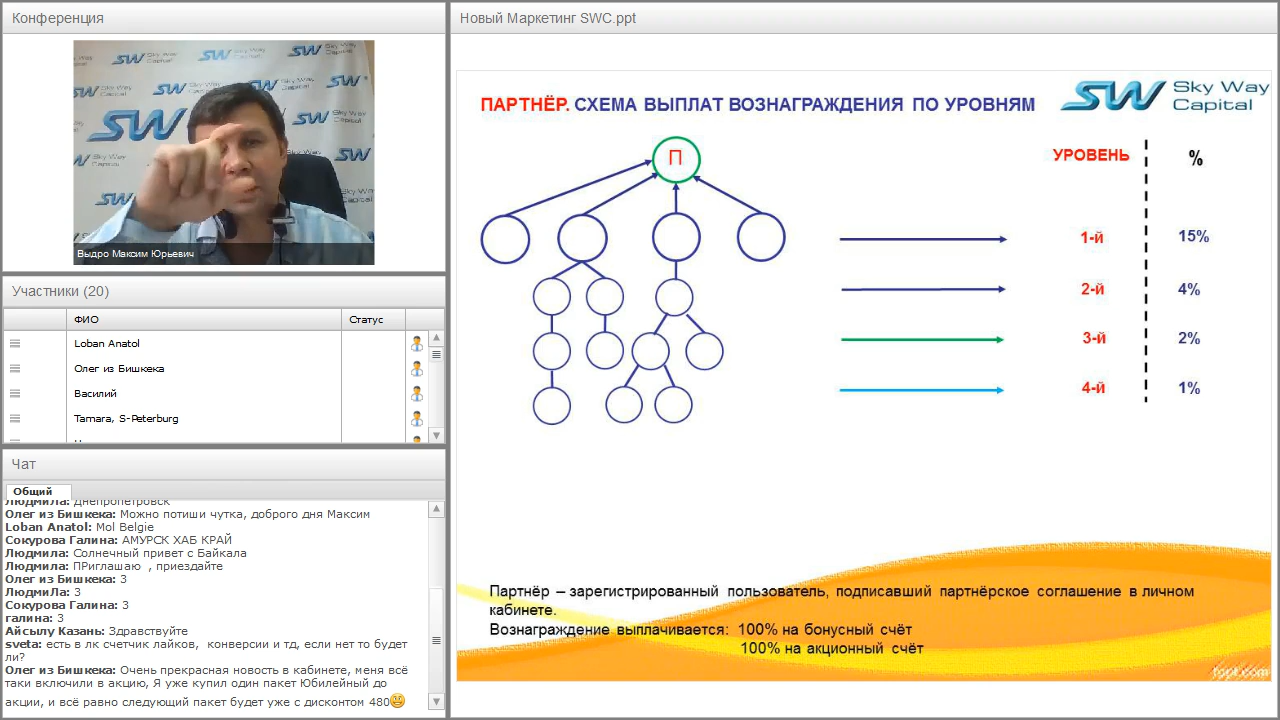 Конференция
SW Sky Way Capital
Выдро Максим Юрьевич
Участники (20)
ФИО Статус
Loban Anatol
Олег из Бишкека
Василий
Tamara, S-Peterburg
Чат
Общий
Людмила: Днепропетровск
Олег из Бишкека: Можно потиши чутка, доброго дня Максим
Loban Anatol: Mol Belgie
Сокурова Галина: АМУРСК ХАБ КРАЙ
Людмила: Солнечный привет с Байкала
Людмила: ПРиглашаю , приездайте
Олег из Бишкека: 3
ЛюдмиЛа: 3
Сокурова Галина: 3
галина: 3
Айсылу Казань: Здравствуйте
sveta: есть в лк счетчик лайков, конверсии и тд, если нет то будет
ли?
Олег из Бишкека: Очень прекрасная новость в кабинете, меня всё
таки включили в акцию, Я уже купил один пакет Юбилейный до
акции, и всё равно следующий пакет будет уже с дисконтом 480
Новый Маркетинг SWC.ppt
ПАРТНЁР. СХЕМА ВЫПЛАТ ВОЗНАГРАЖДЕНИЯ ПО УРОВНЯМ
SW Sky Way
Capital
П
УРОВЕНЬ %
1-й 15%
2-й 4%
3-й 2%
4-й 1%
Партнёр – зарегистрированный пользователь, подписавший партнёрское соглашение в личном
кабинете.
Вознаграждение выплачивается: 100% на бонусный счёт
100% на акционный счёт
fppt.com